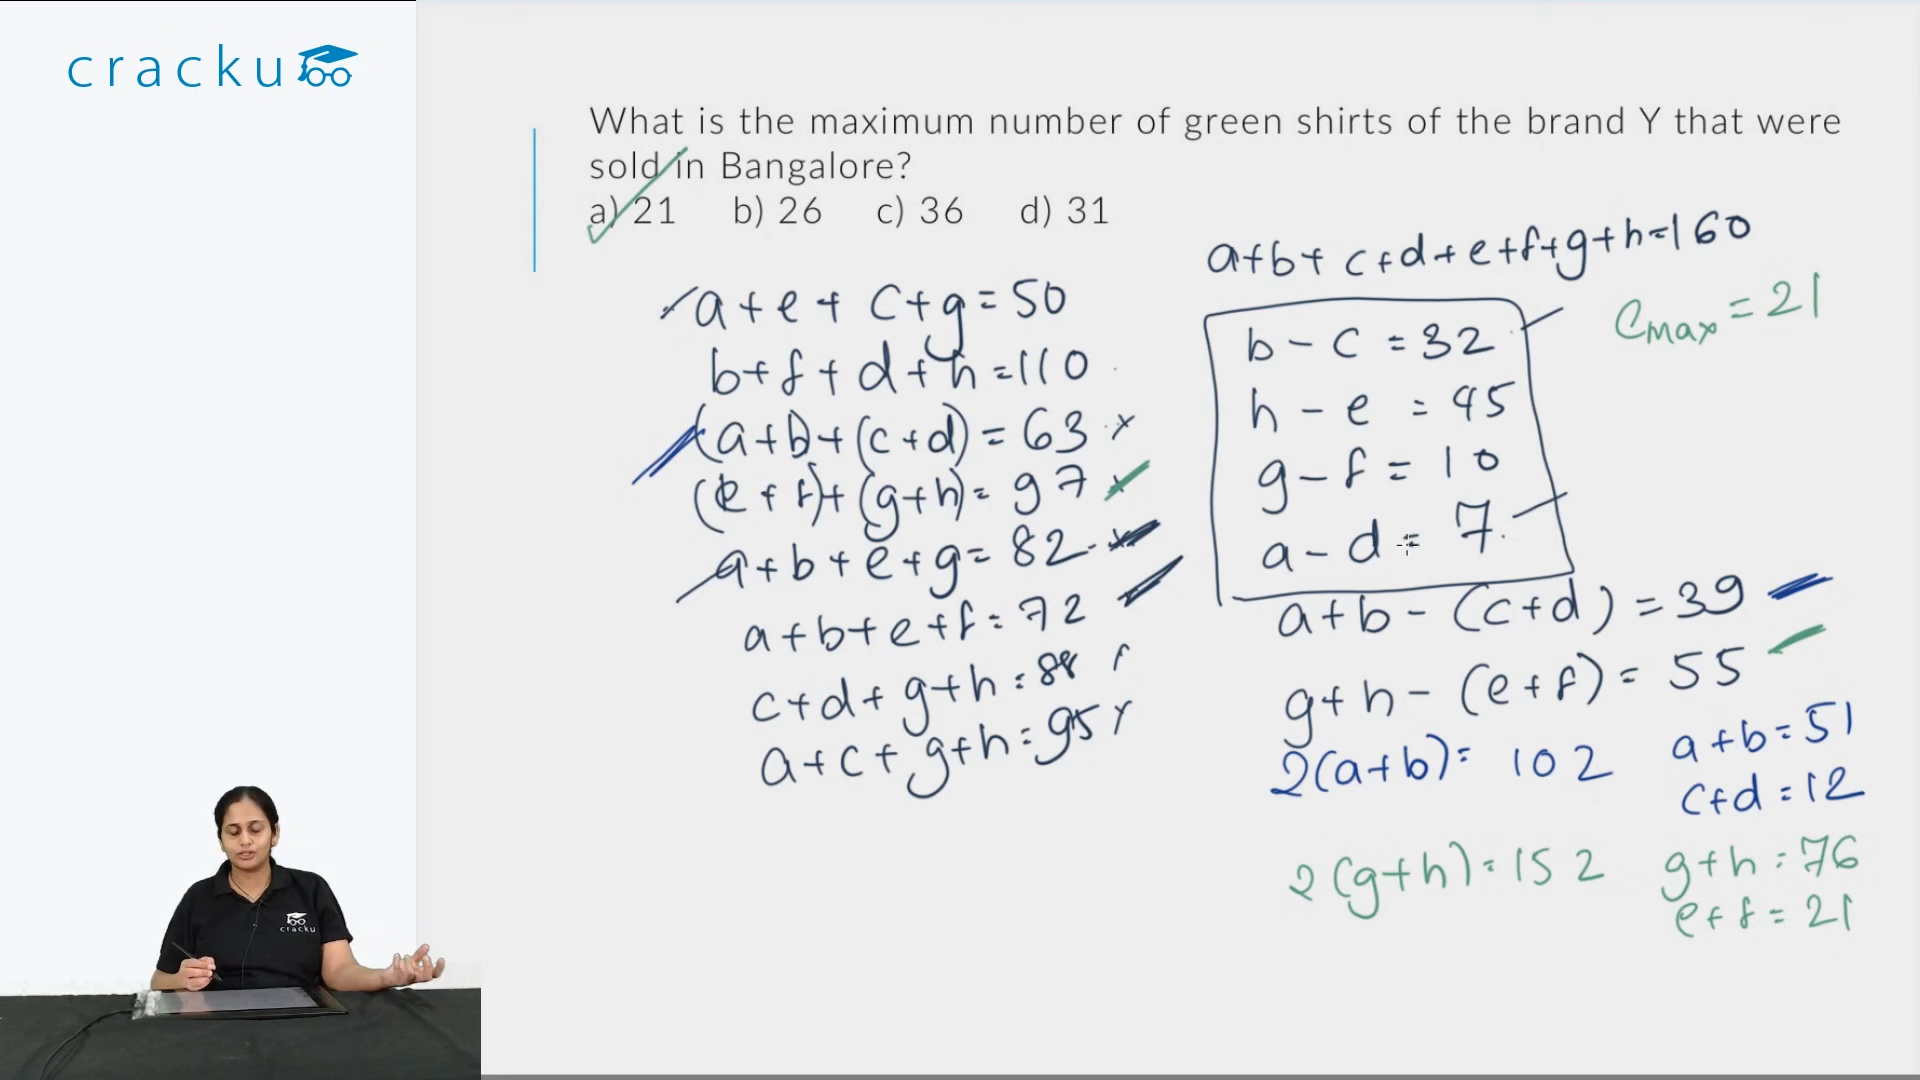 cracku
What is the maximum number of green shirts of the brand Y that were
sold in Bangalore?
a) 21 b) 26 c) 36 d) 31
a+b+c+d+e+f+g+h=160
a+e+c+g=50
b+f+d+h=110
(a+b)+(c+d)=63
(e+f)+(g+h)=97
a+b+e+g=82
a+b+e+f=72
c+d+g+h=88
a+c+g+h=95
emax=21
b-c=32
h-e=45
g-f=10
a-d=7
a+b-(c+d)=39
g+h-(e+f)=55
2(a+b)=102
a+b=51
c+d=12
2(g+h)=152
g+h=76
e+f=21
cracku